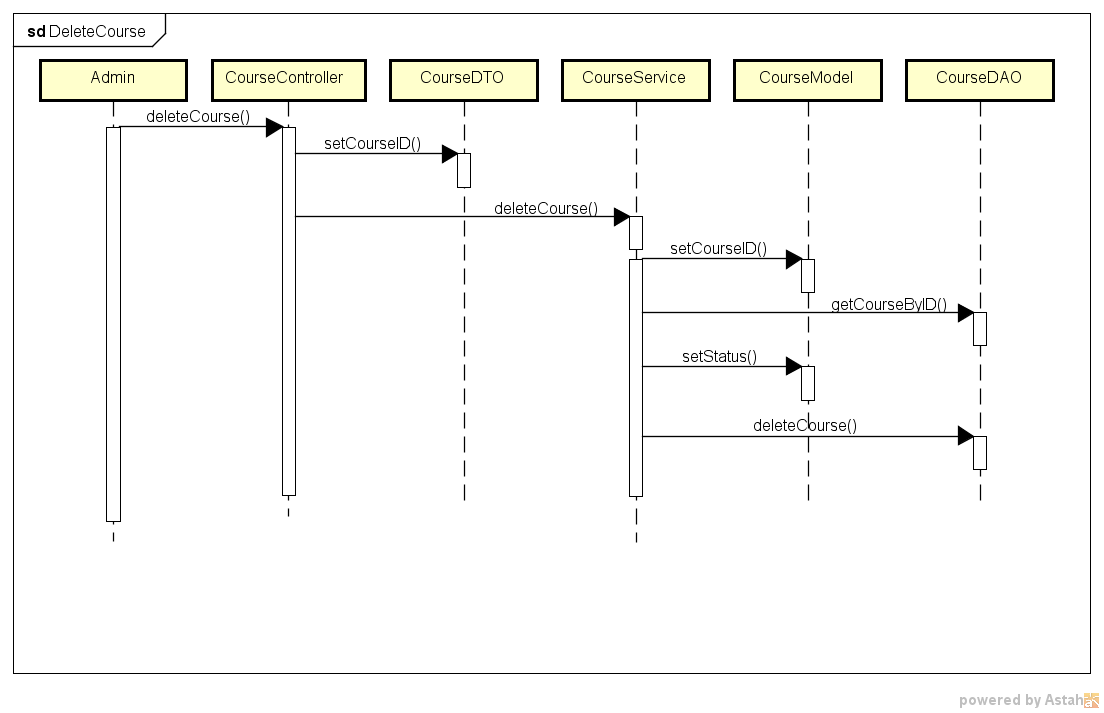 sd DeleteCourse
Admin
CourseController
CourseDTO
CourseService
CourseModel
CourseDAO
deleteCourse()
setCourseID()
deleteCourse()
setCourseID()
getCourseByID()
setStatus()
deleteCourse()
powered by Astah